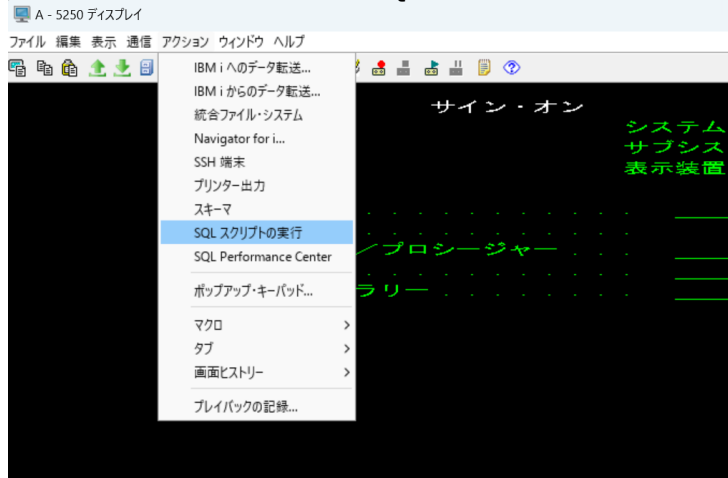 A - 5250 ディスプレイ
ファイル 編集 表示 通信 アクション ウィンドウ ヘルプ
IBM i へのデータ転送...
IBM i からのデータ転送...
統合ファイル・システム
Navigator for i...
SSH 端末
プリンター出力
スキーマ
SQL スクリプトの実行
SQL Performance Center
ポップアップ・キーパッド...
マクロ
タブ
画面ヒストリー
プレイバックの記録...
サイン・オン
システム
サブシス
表示装置
. . . . . . . . . . . .
/プロシージャー . . .
. . . . . . . . . . . .
ラリー . . . . . . . . .